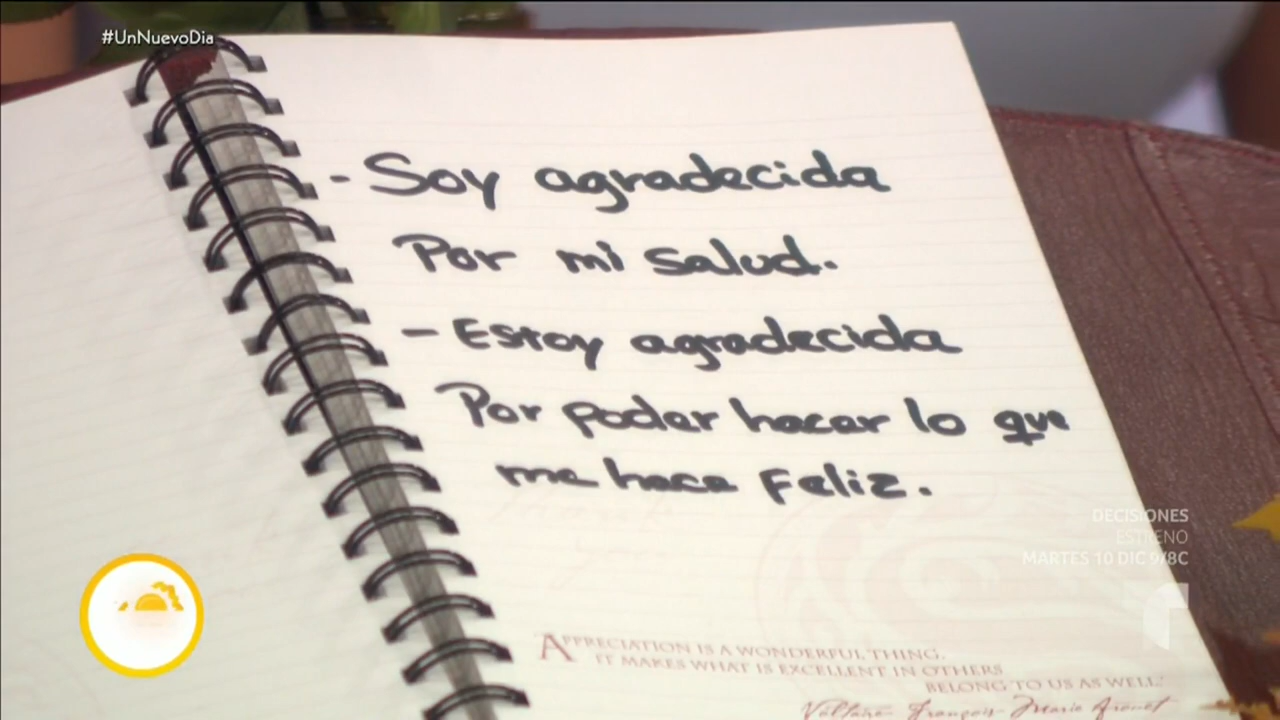 #UnNuevoDia
- Soy agradecida
Por mi salud.
- Estoy agradecida
Por poder hacer lo que
me hace Feliz.
DECISIONES
ESTRENO
MARTES 10 DIC 9/8C
APPRECIATION IS A WONDERFUL THING.
IT MAKES WHAT IS EXCELLENT IN OTHERS
BELONG TO US AS WELL.
Voltaire François-Marie Arouet